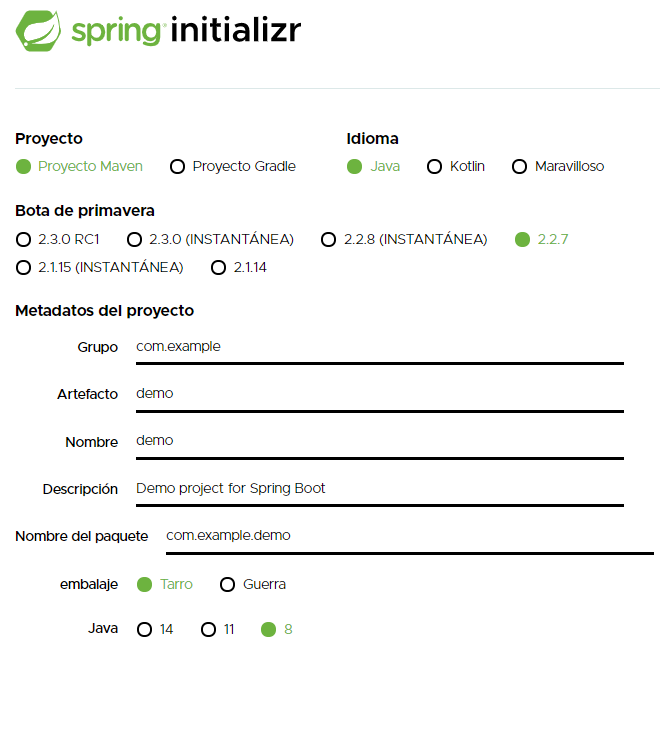 spring initializr
Proyecto
Proyecto Maven Proyecto Gradle
Idioma
Java Kotlin Maravilloso
Bota de primavera
2.3.0 RC1 2.3.0 (INSTANTÁNEA) 2.2.8 (INSTANTÁNEA) 2.2.7
2.1.15 (INSTANTÁNEA) 2.1.14
Metadatos del proyecto
Grupo com.example
Artefacto demo
Nombre demo
Descripción Demo project for Spring Boot
Nombre del paquete com.example.demo
embalaje Tarro Guerra
Java 14 11 8